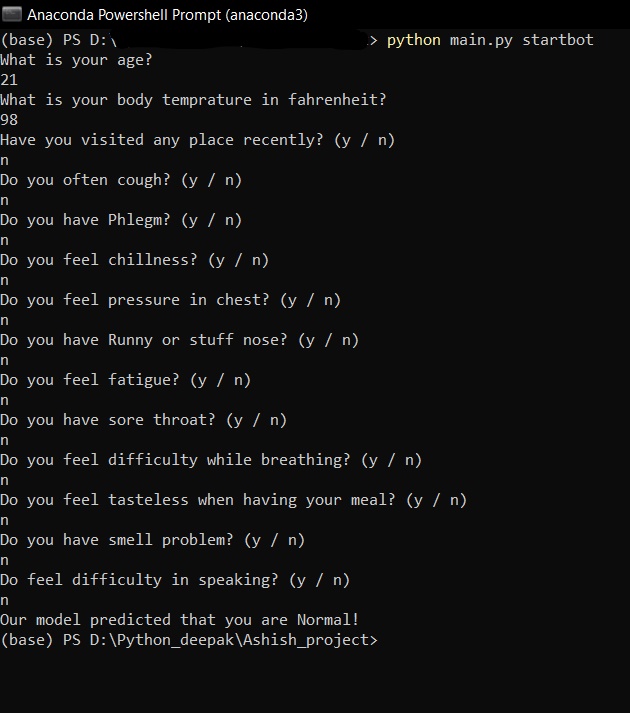 Anaconda Powershell Prompt (anaconda3)
(base) PS D:\ > python main.py startbot
What is your age?
21
What is your body temprature in fahrenheit?
98
Have you visited any place recently? (y / n)
n
Do you often cough? (y / n)
n
Do you have Phlegm? (y / n)
n
Do you feel chillness? (y / n)
n
Do you feel pressure in chest? (y / n)
n
Do you have Runny or stuff nose? (y / n)
n
Do you feel fatigue? (y / n)
n
Do you have sore throat? (y / n)
n
Do you feel difficulty while breathing? (y / n)
n
Do you feel tasteless when having your meal? (y / n)
n
Do you have smell problem? (y / n)
n
Do feel difficulty in speaking? (y / n)
n
Our model predicted that you are Normal!
(base) PS D:\Python_deepak\Ashish_project>